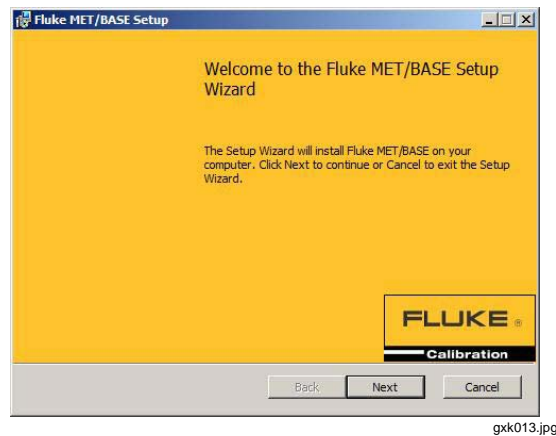 Fluke MET/BASE Setup
Welcome to the Fluke MET/BASE Setup
Wizard
The Setup Wizard will install Fluke MET/BASE on your
computer. Click Next to continue or Cancel to exit the Setup
Wizard.
FLUKE ®
Calibration
Back Next Cancel
gxk013.jpg